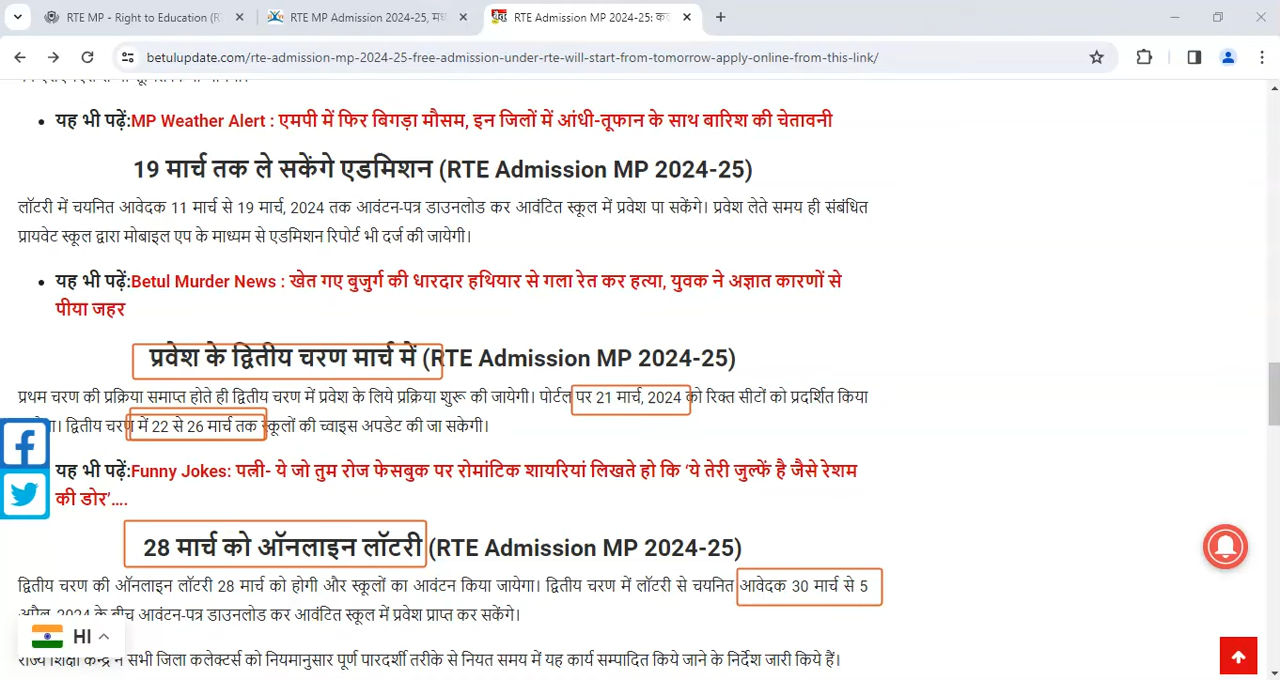 RTE MP - Right to Education (R
RTE MP Admission 2024-25, मध
RTE Admission MP 2024-25: कल
betulupdate.com/rte-admission-mp-2024-25-free-admission-under-rte-will-start-from-tomorrow-apply-online-from-this-link/
यह भी पढ़ें:MP Weather Alert : एमपी में फिर बिगड़ा मौसम, इन जिलों में आंधी-तूफान के साथ बारिश की चेतावनी
19 मार्च तक ले सकेंगे एडमिशन (RTE Admission MP 2024-25)
लॉटरी में चयनित आवेदक 11 मार्च से 19 मार्च, 2024 तक आवंटन-पत्र डाउनलोड कर आवंटित स्कूल में प्रवेश पा सकेंगे। प्रवेश लेते समय ही संबंधित
प्रायवेट स्कूल द्वारा मोबाइल एप के माध्यम से एडमिशन रिपोर्ट भी दर्ज की जायेगी।
यह भी पढ़ें:Betul Murder News : खेत गए बुजुर्ग की धारदार हथियार से गला रेत कर हत्या, युवक ने अज्ञात कारणों से
पीया जहर
प्रवेश के द्वितीय चरण मार्च में (RTE Admission MP 2024-25)
प्रथम चरण की प्रक्रिया समाप्त होते ही द्वितीय चरण में प्रवेश के लिये प्रक्रिया शुरू की जायेगी। पोर्टल पर 21 मार्च, 2024 को रिक्त सीटों को प्रदर्शित किया
द्वितीय चरण में 22 से 26 मार्च तक स्कूलों की च्वाइस अपडेट की जा सकेगी।
यह भी पढ़ें:Funny Jokes: पत्नी- ये जो तुम रोज फेसबुक पर रोमांटिक शायरियां लिखते हो कि ‘ये तेरी जुल्फें है जैसे रेशम
की डोर’….
28 मार्च को ऑनलाइन लॉटरी (RTE Admission MP 2024-25)
द्वितीय चरण की ऑनलाइन लॉटरी 28 मार्च को होगी और स्कूलों का आवंटन किया जायेगा। द्वितीय चरण में लॉटरी से चयनित आवेदक 30 मार्च से 5
अप्रैल, 2024 के बीच आवंटन-पत्र डाउनलोड कर आवंटित स्कूल में प्रवेश प्राप्त कर सकेंगे।
HI
राज्य शिक्षा केन्द्र ने सभी जिला कलेक्टर्स को नियमानुसार पूर्ण पारदर्शी तरीके से नियत समय में यह कार्य सम्पादित किये जाने के निर्देश जारी किये हैं।